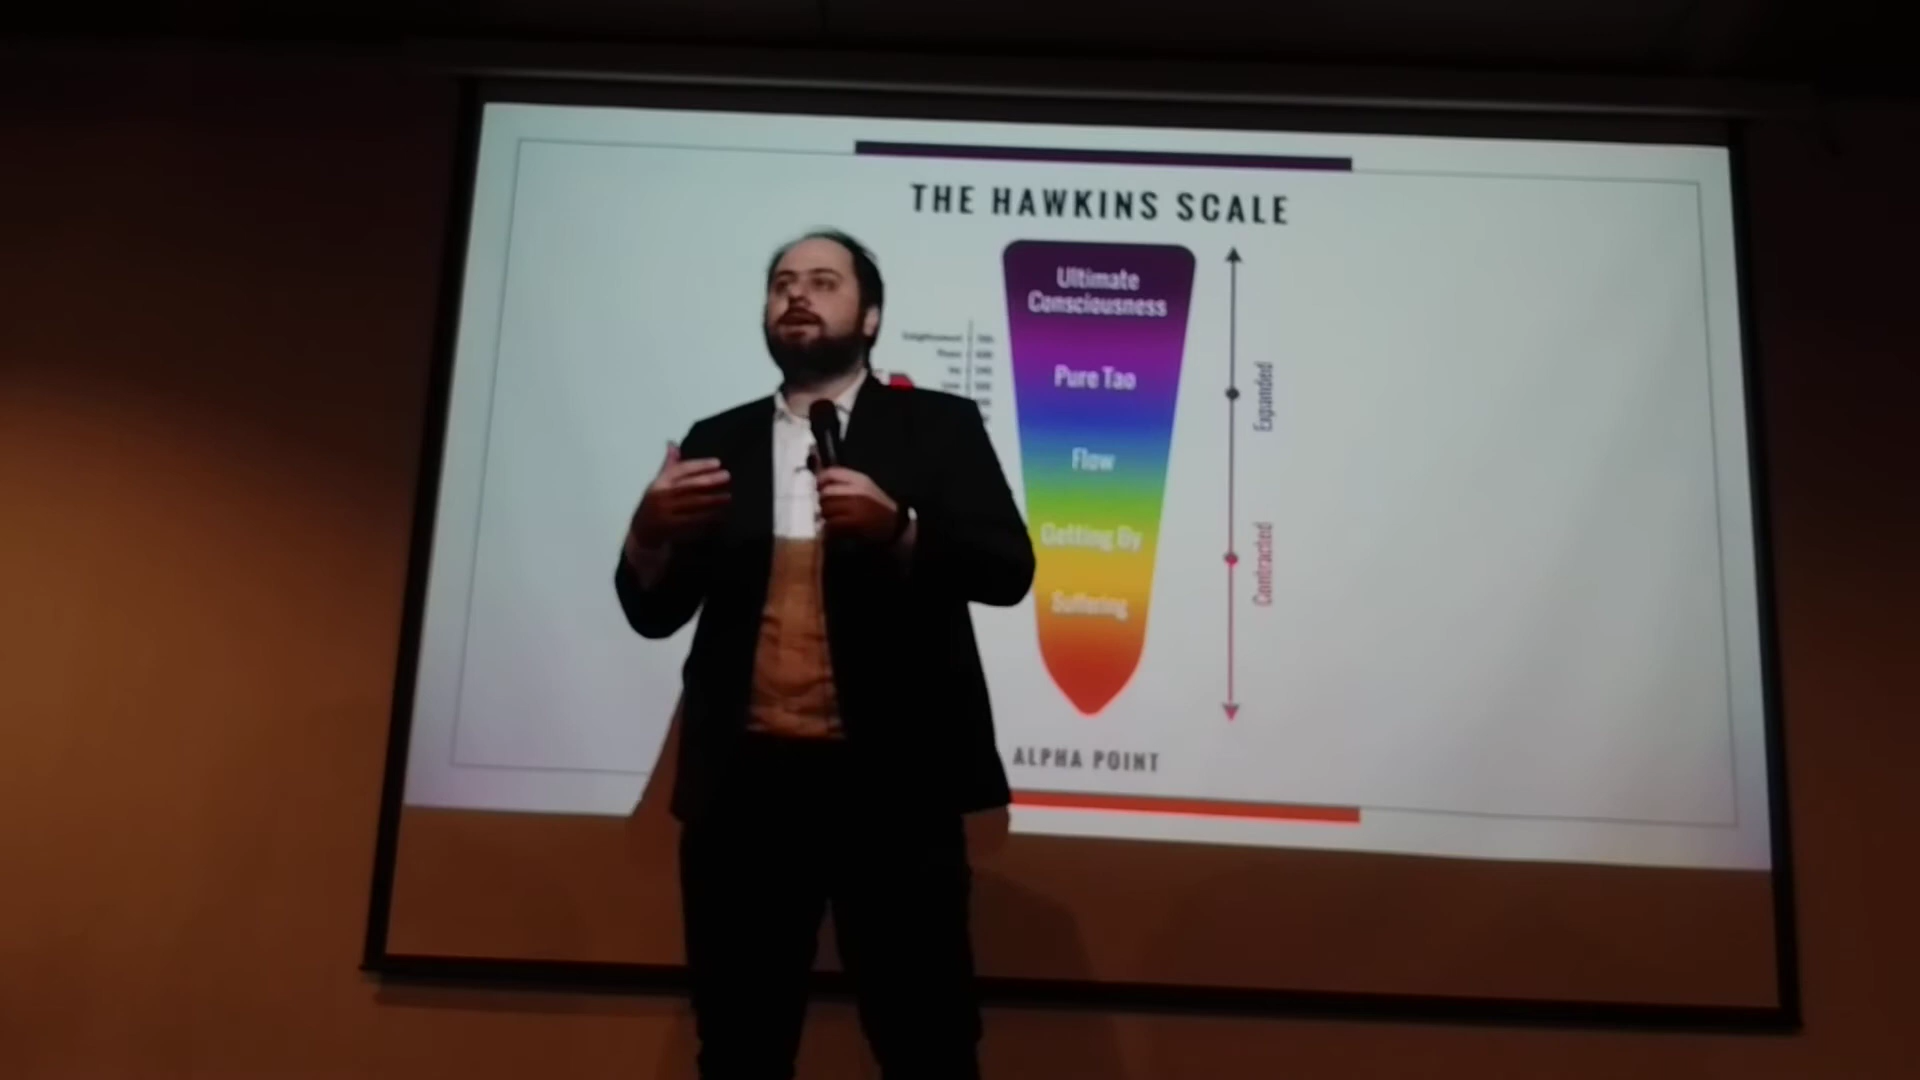 THE HAWKINS SCALE
Ultimate
Consciousness
Pure Tao
Flow
Getting By
Suffering
Expanded
Contracted
ALPHA POINT